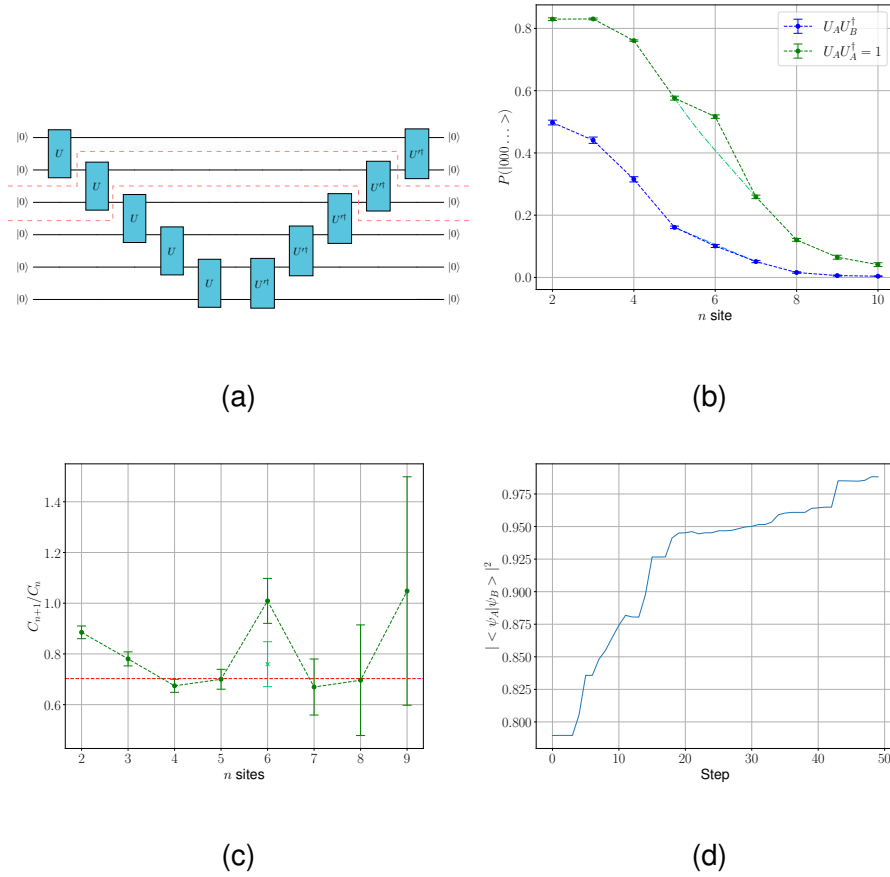 |0⟩ U |0⟩
|0⟩ U U′† U′† |0⟩
|0⟩ U U′† |0⟩
|0⟩ U U′† |0⟩
|0⟩ U U′† |0⟩
|0⟩ |0⟩
(a)
P(|000 . . . >)
0.8
0.6
0.4
0.2
0.0
U_A U_B^†
U_A U_A^† = 1
2 4 6 8 10
n site
(b)
C_{n+1}/C_n
1.4
1.2
1.0
0.8
0.6
2 3 4 5 6 7 8 9
n sites
(c)
| < ψ_A|ψ_B > |²
0.975
0.950
0.925
0.900
0.875
0.850
0.825
0.800
0 10 20 30 40 50
Step
(d)